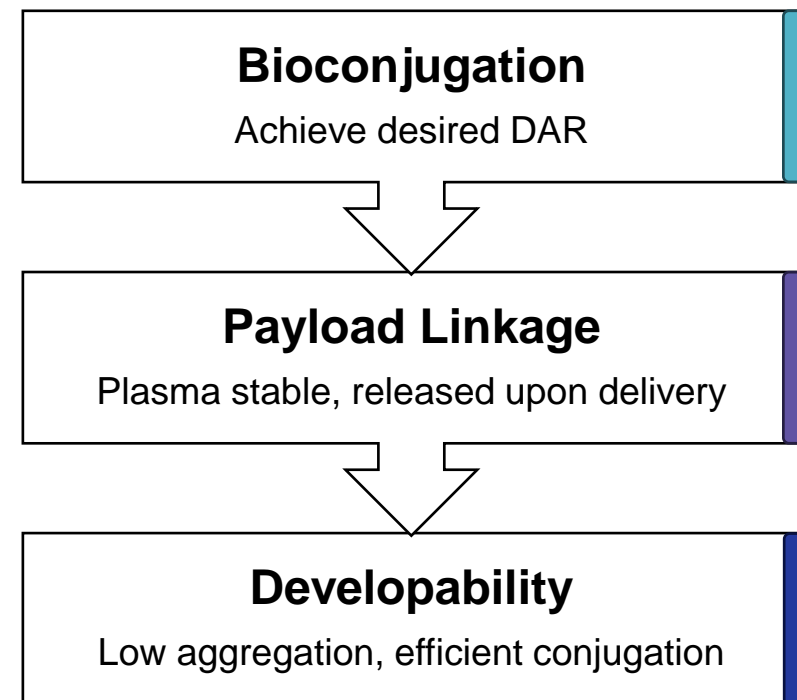 Bioconjugation
Achieve desired DAR
Payload Linkage
Plasma stable, released upon delivery
Developability
Low aggregation, efficient conjugation